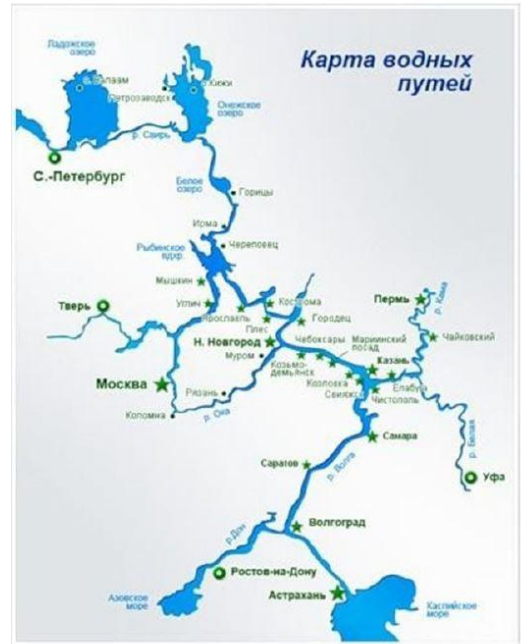 Карта водных
путей
Ладожское
озеро
о. Валаам
о.Кижи
Петрозаводск
Онежское
озеро
р. Свирь
С.-Петербург
Белое
озеро
Горицы
Ирма
Череповец
Рыбинское
вдхр.
Мышкин
Углич
Кострома
Ярославль
Плес
Городец
Тверь
Пермь
р. Кама
Чайковский
Н. Новгород
Чебоксары
Мариинский
посад
Муром
Козьмо-
демьянск
Казань
Козловка
Свияжск
Елабуга
Чистополь
Москва
Рязань
р. Ока
Коломна
р. Белая
Самара
Саратов
р. Волга
Уфа
р.Дон
Волгоград
Ростов-на-Дону
Азовское
море
Астрахань
Каспийское
море